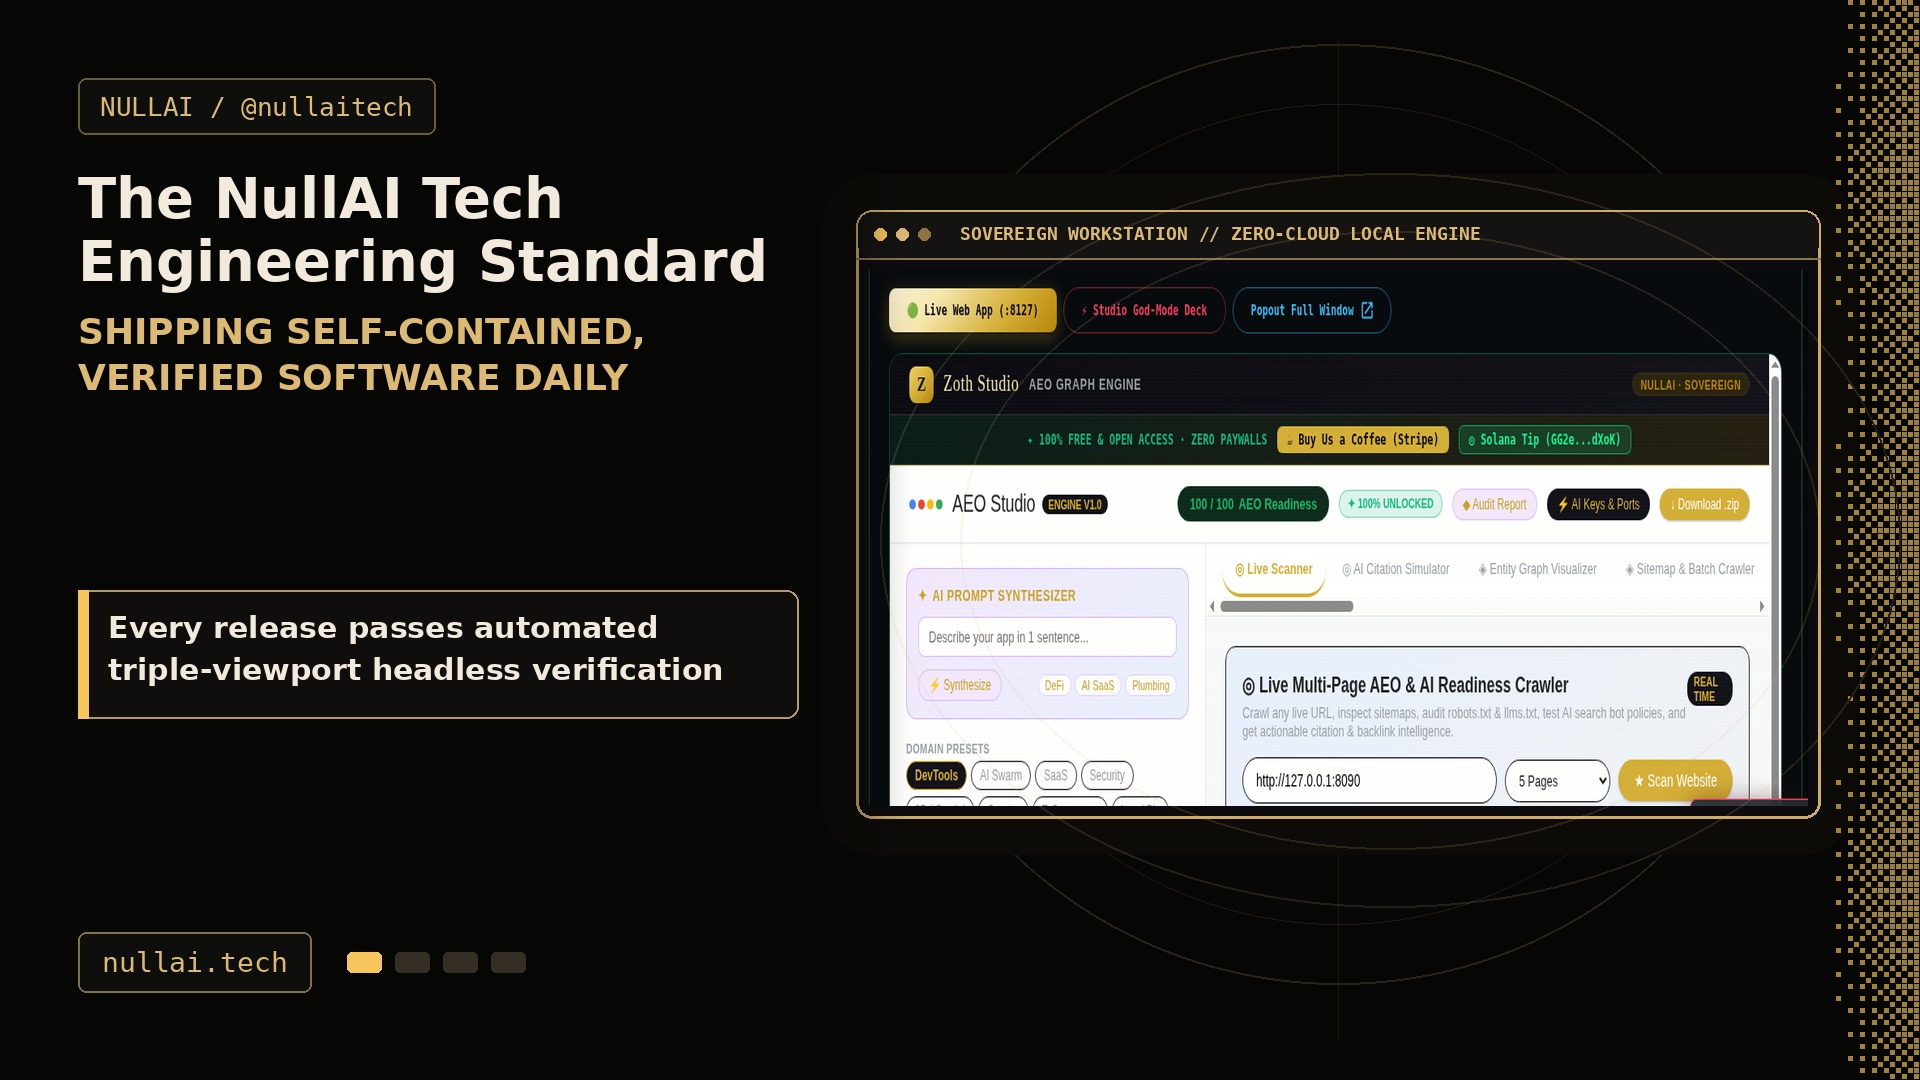 NULLAI / @nullaitech
The NullAI Tech
Engineering Standard
SHIPPING SELF-CONTAINED,
VERIFIED SOFTWARE DAILY
Every release passes automated
triple-viewport headless verification
nullai.tech
SOVEREIGN WORKSTATION // ZERO-CLOUD LOCAL ENGINE
Live Web App (:8127)
⚡ Studio God-Mode Deck
Popout Full Window
Z Zoth Studio AEO GRAPH ENGINE
NULLAI · SOVEREIGN
✦ 100% FREE & OPEN ACCESS · ZERO PAYWALLS
☕ Buy Us a Coffee (Stripe)
◎ Solana Tip (GG2e...dXoK)
AEO Studio ENGINE V1.0
100 / 100 AEO Readiness
✦ 100% UNLOCKED
◆ Audit Report
⚡ AI Keys & Ports
↓ Download .zip
✦ AI PROMPT SYNTHESIZER
Describe your app in 1 sentence...
⚡ Synthesize
DeFi
AI SaaS
Plumbing
DOMAIN PRESETS
DevTools
AI Swarm
SaaS
Security
◎ Live Scanner
◎ AI Citation Simulator
◈ Entity Graph Visualizer
◈ Sitemap & Batch Crawler
◎ Live Multi-Page AEO & AI Readiness Crawler
REAL
TIME
Crawl any live URL, inspect sitemaps, audit robots.txt & llms.txt, test AI search bot policies, and
get actionable citation & backlink intelligence.
http://127.0.0.1:8090
5 Pages
★ Scan Website